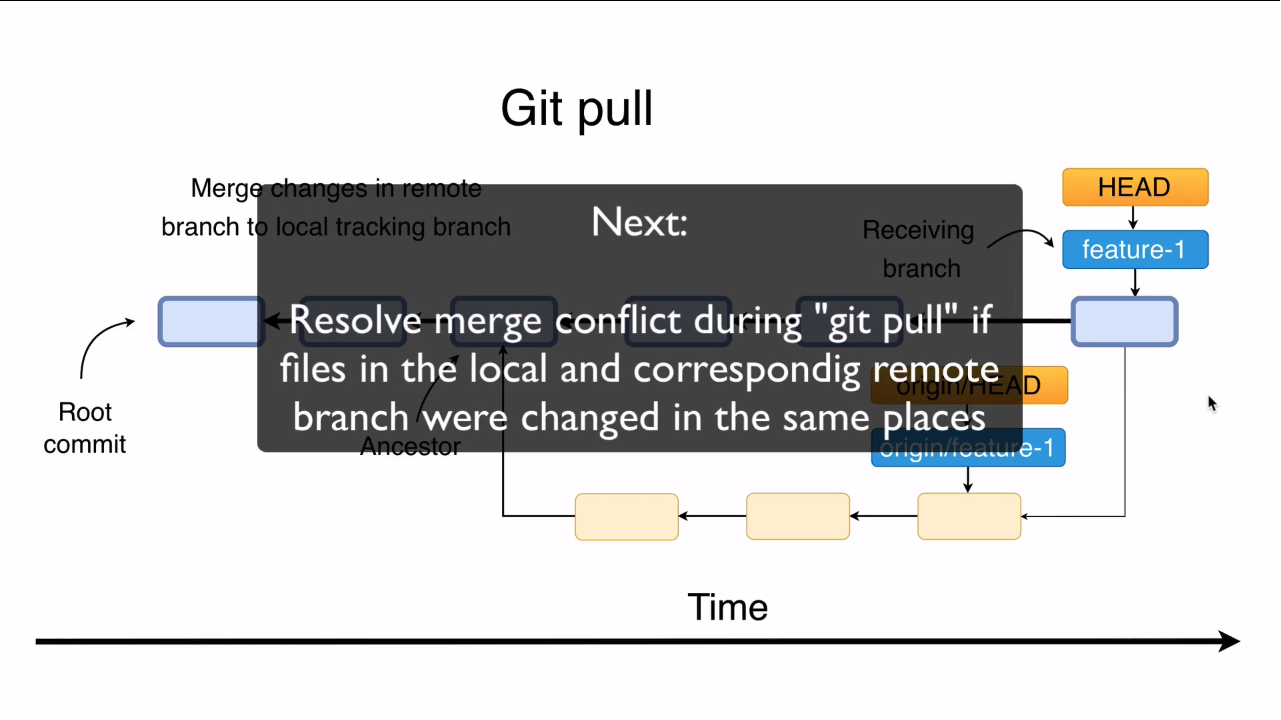 Git pull
Merge changes in remote
branch to local tracking branch
Next:
Resolve merge conflict during "git pull" if
files in the local and correspondig remote
branch were changed in the same places
Receiving
branch
HEAD
feature-1
origin/HEAD
origin/feature-1
Root
commit
Ancestor
Time